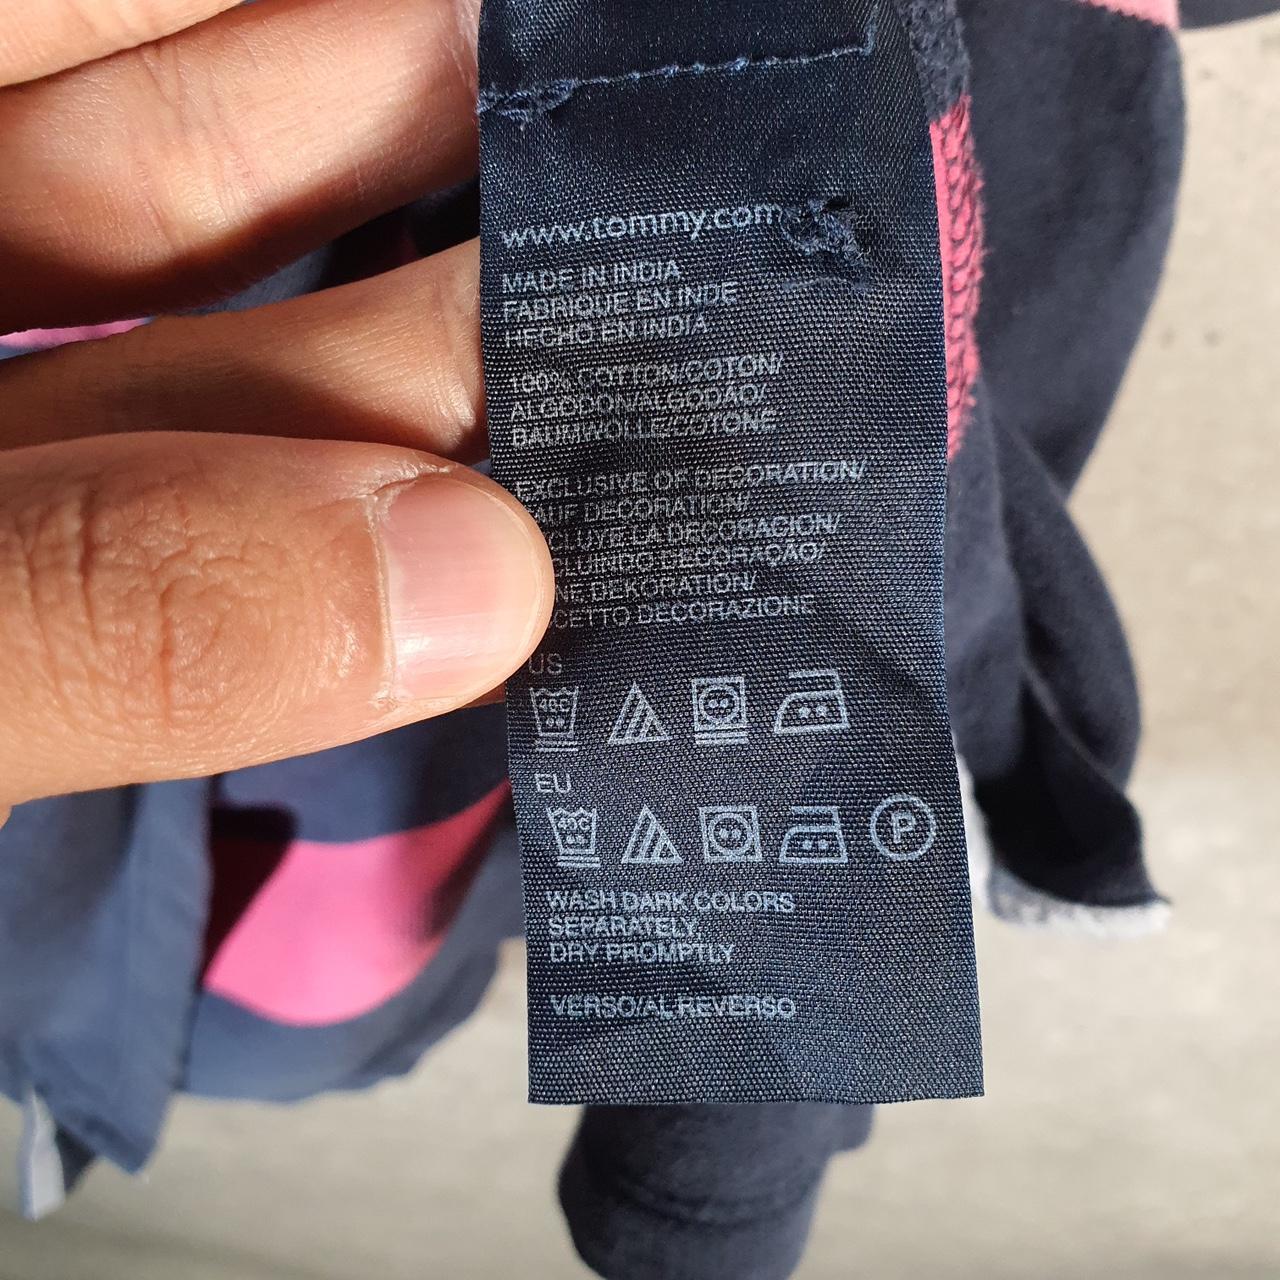 www.tommy.com
MADE IN INDIA
FABRIQUE EN INDE
HECHO EN INDIA
100% COTTON/COTON/
ALGODON/ALGODÃO/
BAUMWOLLE/COTONE
EXCLUSIVE OF DECORATION/
DECORATION/
LA DECORACION/
DECORAÇÃO/
DEKORATION/
DECORAZIONE
US
EU
P
WASH DARK COLORS
SEPARATELY
DRY PROMPTLY
VERSO/AL REVERSO